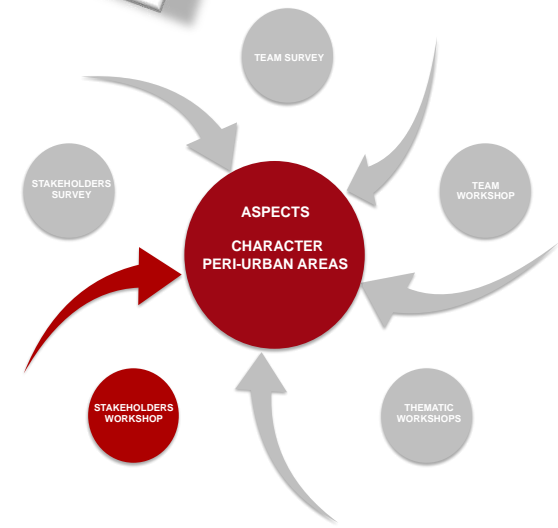 TEAM SURVEY
STAKEHOLDERS
SURVEY
TEAM
WORKSHOP
ASPECTS
CHARACTER
PERI-URBAN AREAS
STAKEHOLDERS
WORKSHOP
THEMATIC
WORKSHOPS